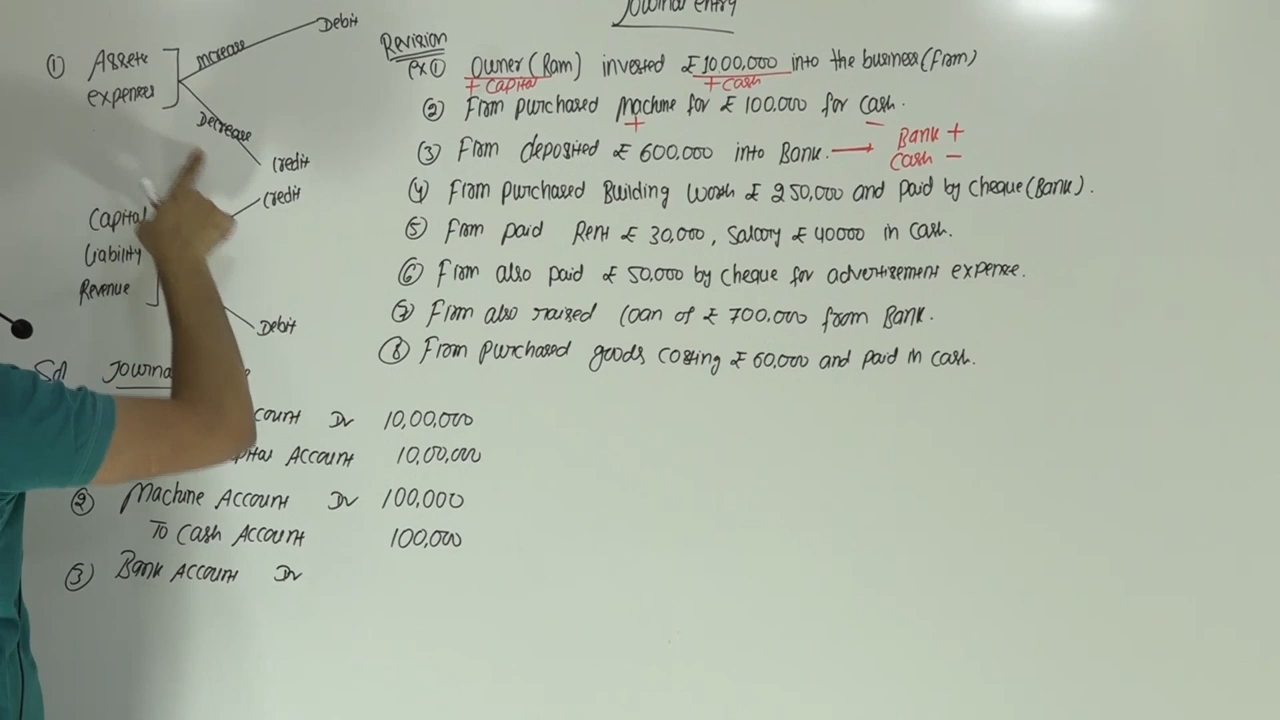 Journal entry
① Assets
expenses
increase
Debit
Decrease
Credit
Capital
Liability
Revenue
Credit
Debit
Revision
ex① Owner (Ram) invested £ 1000,000 into the business (Firm)
+ Capital + Cash
② Firm purchased Machine for £ 100,000 for cash.
+ −
③ Firm deposited £ 600,000 into Bank. → Bank +
Cash −
④ Firm purchased Building worth £ 250,000 and paid by cheque (Bank).
⑤ Firm paid Rent £ 30,000, Salary £ 40000 in cash.
⑥ Firm also paid £ 50,000 by cheque for advertisement expense.
⑦ Firm also raised loan of £ 700,000 from Bank.
⑧ Firm purchased goods costing £ 60,000 and paid in cash.
Sol Journa
count Dr 10,00,000
pital Account 10,00,000
② Machine Account Dr 100,000
To Cash Account 100,000
③ Bank Account Dr